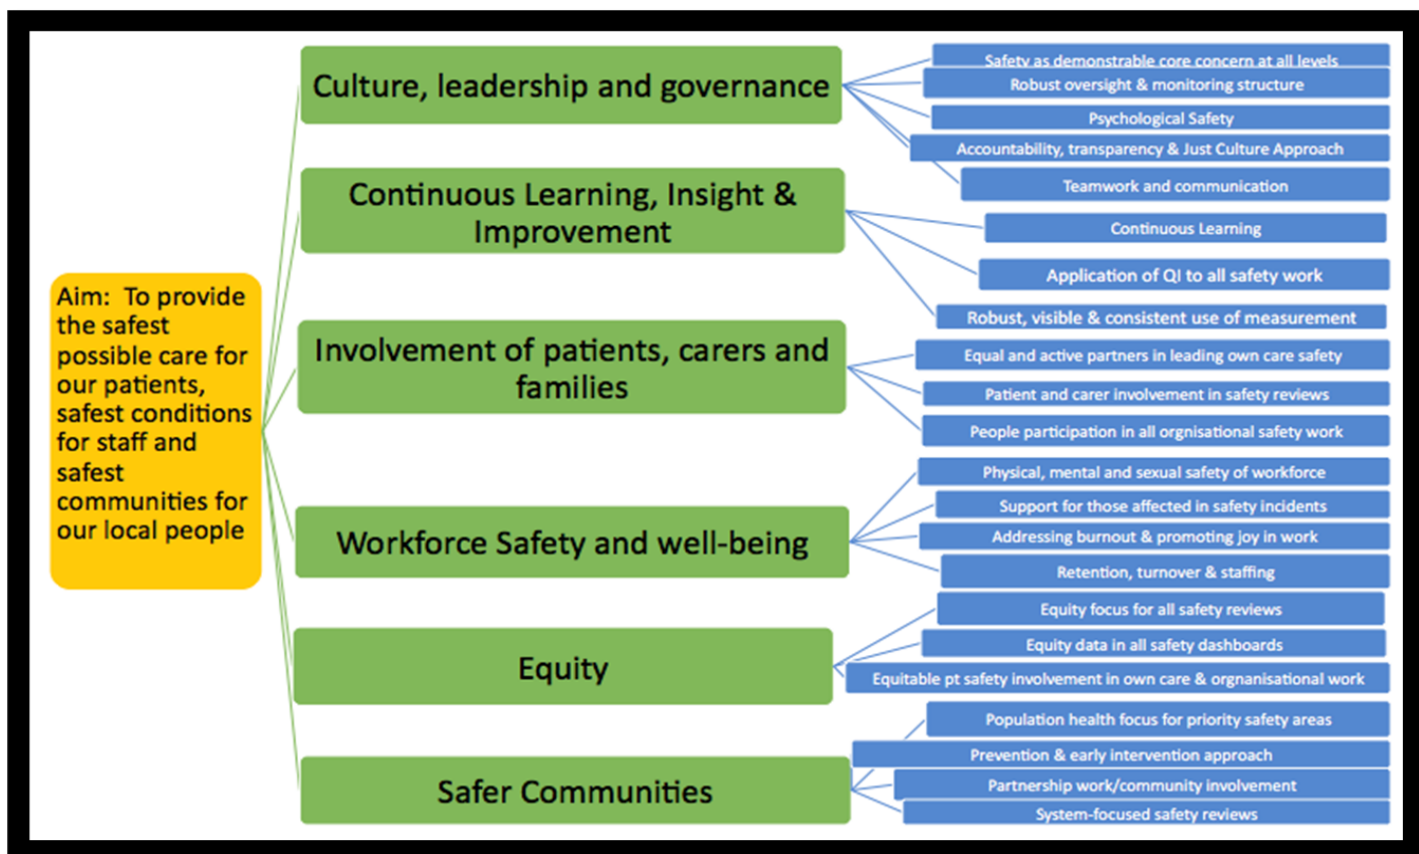 Aim:  To provide
the safest
possible care for
our patients,
safest conditions
for staff and
safest
communities for
our local people
Culture, leadership and governance
Safety as demonstrable core concern at all levels
Robust oversight & monitoring structure
Psychological Safety
Accountability, transparency & Just Culture Approach
Teamwork and communication
Continuous Learning, Insight &
Improvement
Continuous Learning
Application of QI to all safety work
Robust, visible & consistent use of measurement
Involvement of patients, carers and
families
Equal and active partners in leading own care safety
Patient and carer involvement in safety reviews
People participation in all orgnisational safety work
Workforce Safety and well-being
Physical, mental and sexual safety of workforce
Support for those affected in safety incidents
Addressing burnout & promoting joy in work
Retention, turnover & staffing
Equity
Equity focus for all safety reviews
Equity data in all safety dashboards
Equitable pt safety involvement in own care & orgnanisational work
Safer Communities
Population health focus for priority safety areas
Prevention & early intervention approach
Partnership work/community involvement
System-focused safety reviews